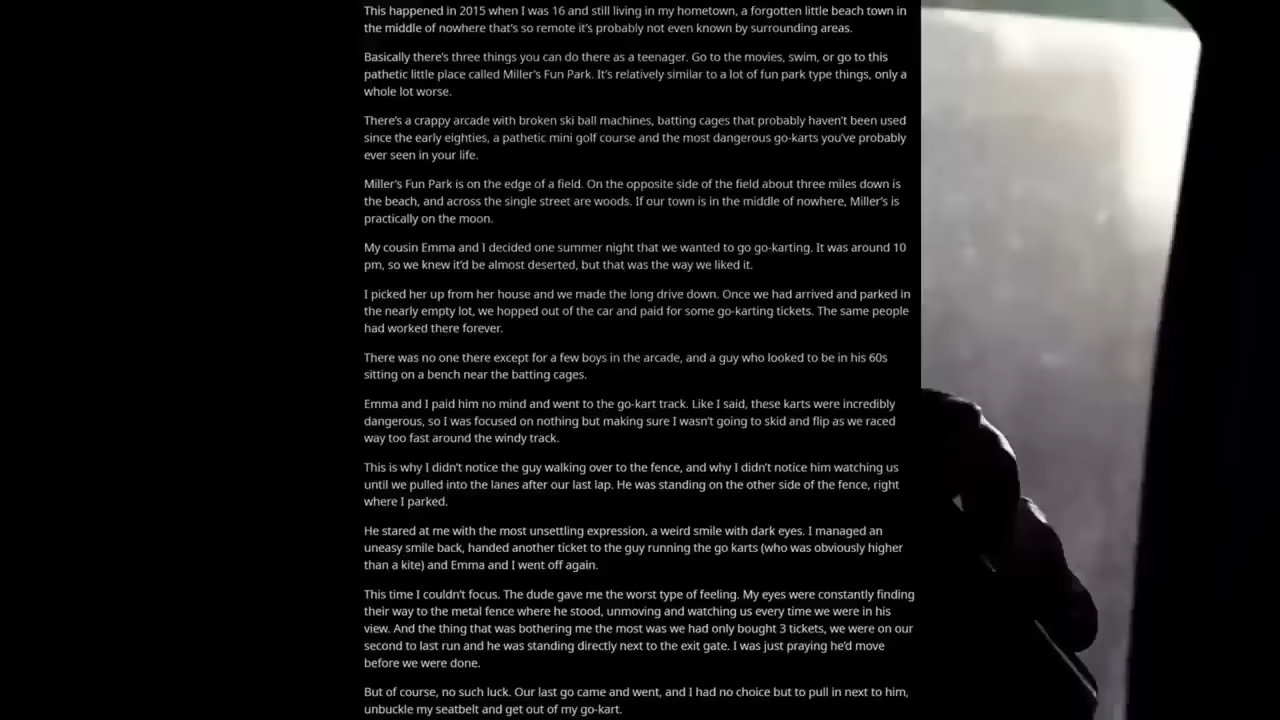 This happened in 2015 when I was 16 and still living in my hometown, a forgotten little beach town in
the middle of nowhere that's so remote it's probably not even known by surrounding areas.
Basically there's three things you can do there as a teenager. Go to the movies, swim, or go to this
pathetic little place called Miller's Fun Park. It's relatively similar to a lot of fun park type things, only a
whole lot worse.
There's a crappy arcade with broken ski ball machines, batting cages that probably haven't been used
since the early eighties, a pathetic mini golf course and the most dangerous go-karts you've probably
ever seen in your life.
Miller's Fun Park is on the edge of a field. On the opposite side of the field about three miles down is
the beach, and across the single street are woods. If our town is in the middle of nowhere, Miller's is
practically on the moon.
My cousin Emma and I decided one summer night that we wanted to go go-karting. It was around 10
pm, so we knew it'd be almost deserted, but that was the way we liked it.
I picked her up from her house and we made the long drive down. Once we had arrived and parked in
the nearly empty lot, we hopped out of the car and paid for some go-karting tickets. The same people
had worked there forever.
There was no one there except for a few boys in the arcade, and a guy who looked to be in his 60s
sitting on a bench near the batting cages.
Emma and I paid him no mind and went to the go-kart track. Like I said, these karts were incredibly
dangerous, so I was focused on nothing but making sure I wasn't going to skid and flip as we raced
way too fast around the windy track.
This is why I didn't notice the guy walking over to the fence, and why I didn't notice him watching us
until we pulled into the lanes after our last lap. He was standing on the other side of the fence, right
where I parked.
He stared at me with the most unsettling expression, a weird smile with dark eyes. I managed an
uneasy smile back, handed another ticket to the guy running the go karts (who was obviously higher
than a kite) and Emma and I went off again.
This time I couldn't focus. The dude gave me the worst type of feeling. My eyes were constantly finding
their way to the metal fence where he stood, unmoving and watching us every time we were in his
view. And the thing that was bothering me the most was we had only bought 3 tickets, we were on our
second to last run and he was standing directly next to the exit gate. I was just praying he'd move
before we were done.
But of course, no such luck. Our last go came and went, and I had no choice but to pull in next to him,
unbuckle my seatbelt and get out of my go-kart.